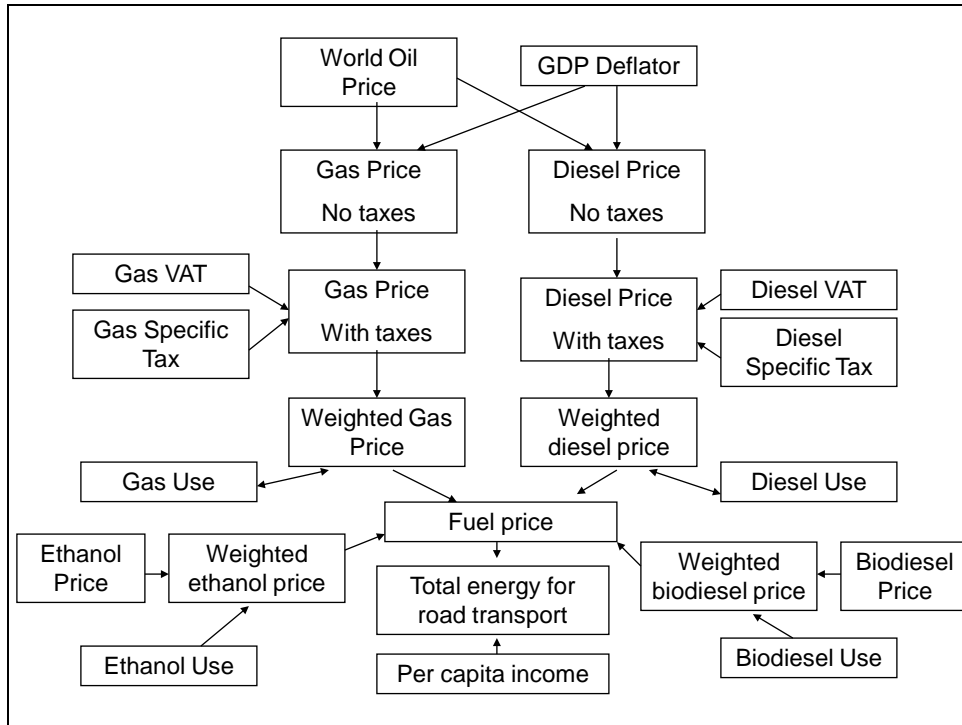 World Oil
Price
GDP Deflator
Gas Price
No taxes
Diesel Price
No taxes
Gas VAT
Gas Specific
Tax
Gas Price
With taxes
Diesel Price
With taxes
Diesel VAT
Diesel
Specific Tax
Weighted Gas
Price
Weighted
diesel price
Gas Use
Diesel Use
Fuel price
Ethanol
Price
Weighted
ethanol price
Total energy for
road transport
Weighted
biodiesel price
Biodiesel
Price
Ethanol Use
Per capita income
Biodiesel Use